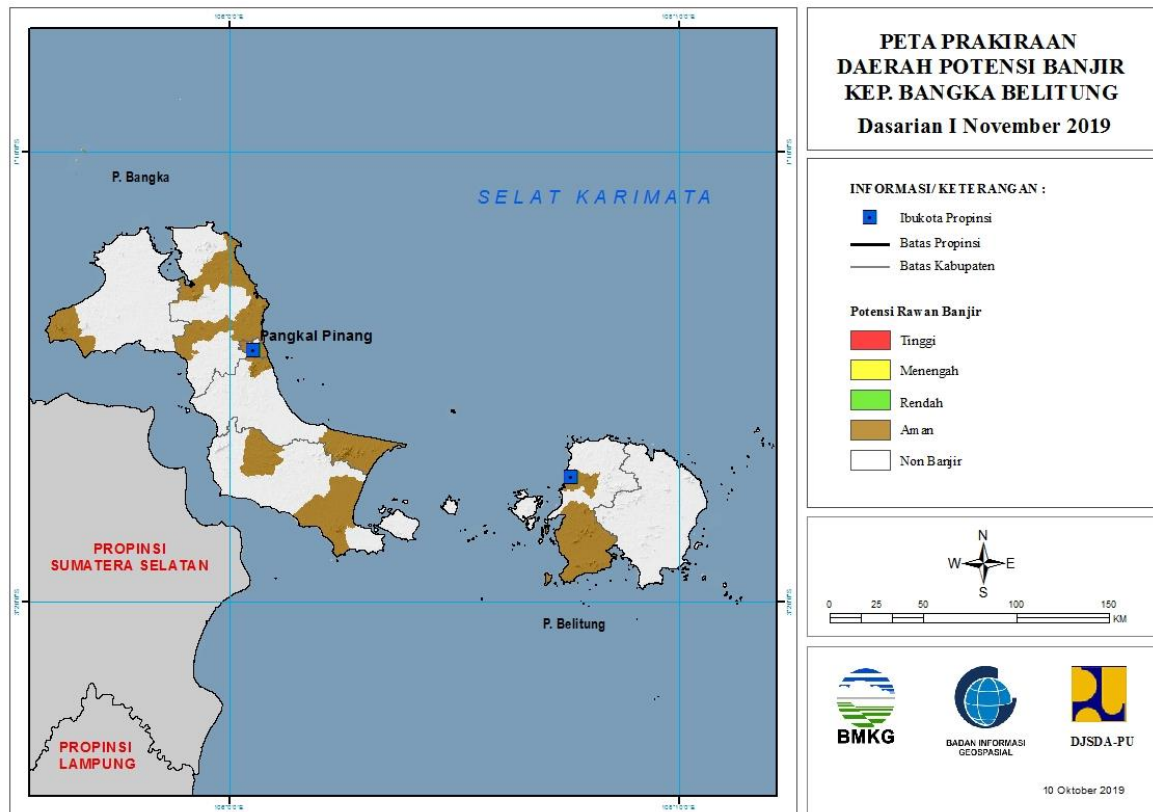 PETA PRAKIRAAN
DAERAH POTENSI BANJIR
KEP. BANGKA BELITUNG
Dasarian I November 2019
P. Bangka
SELAT KARIMATA
Pangkal Pinang
PROPINSI
SUMATERA SELATAN
P. Belitung
PROPINSI
LAMPUNG
INFORMASI/ KETERANGAN :
Ibukota Propinsi
Batas Propinsi
Batas Kabupaten
Potensi Rawan Banjir
Tinggi
Menengah
Rendah
Aman
Non Banjir
N
W E
S
0 25 50 100 150
KM
BMKG
BADAN INFORMASI
GEOSPASIAL
DJSDA-PU
10 Oktober 2019